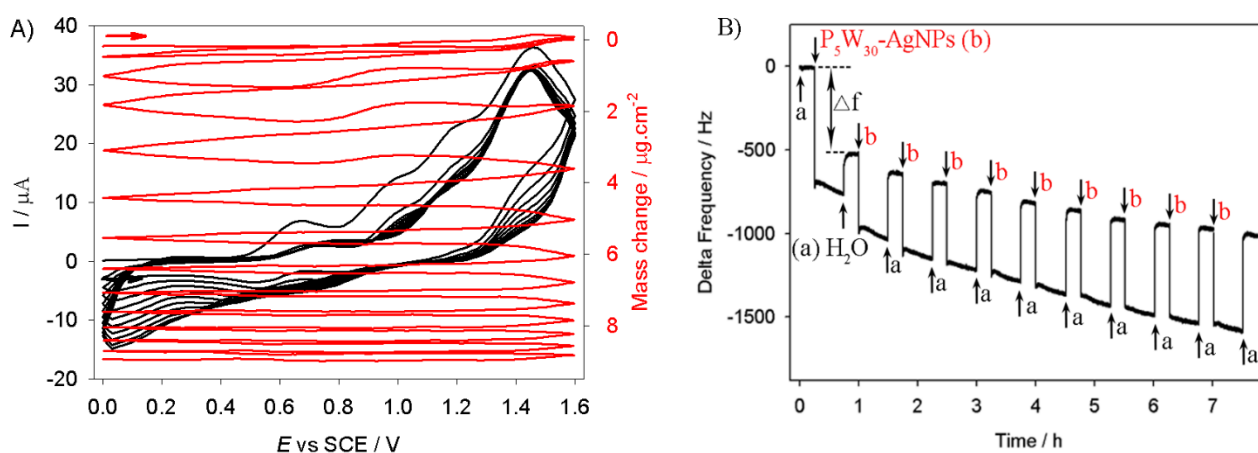 A)
40
30
20
10
0
-10
-20
I / µA
0.0 0.2 0.4 0.6 0.8 1.0 1.2 1.4 1.6
E vs SCE / V
0
2
4
6
8
Mass change / µg.cm⁻²
B)
P₅W₃₀-AgNPs (b)
0
-500
-1000
-1500
Delta Frequency / Hz
a
△f
b b b b b b b b b
(a) H₂O
a a a a a a a a a
0 1 2 3 4 5 6 7
Time / h